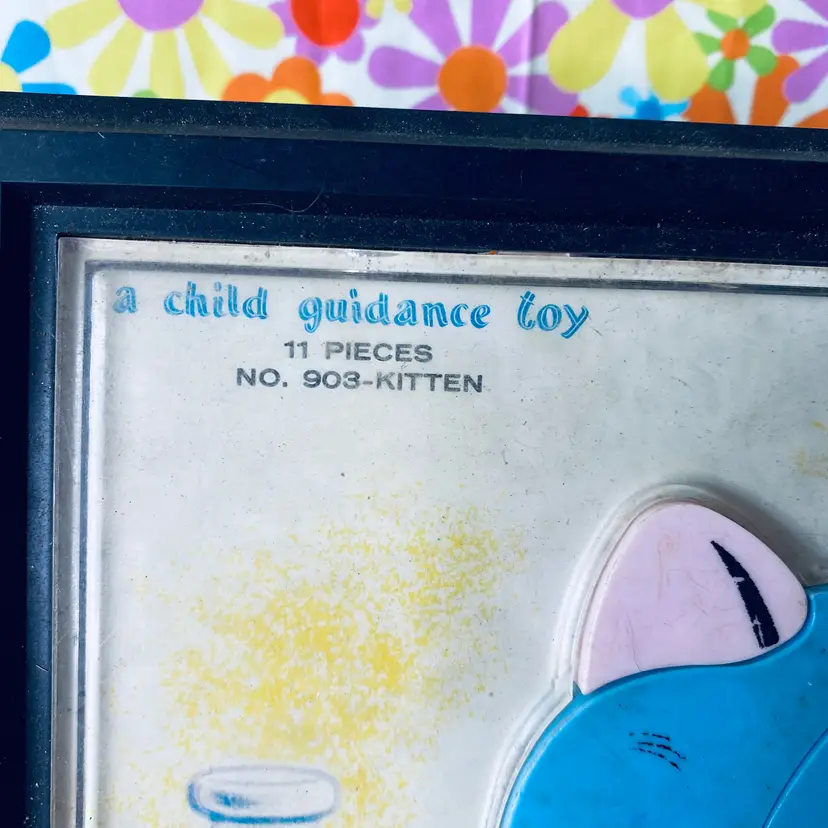 a child guidance toy
11 PIECES
NO. 903-KITTEN